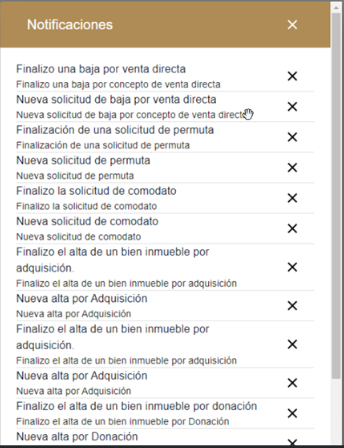 Notificaciones
Finalizo una baja por venta directa
Finalizo una baja por concepto de venta directa
Nueva solicitud de baja por venta directa
Nueva solicitud de baja por concepto de venta directa
Finalización de una solicitud de permuta
Finalización de una solicitud de permuta
Nueva solicitud de permuta
Nueva solicitud de permuta
Finalizo la solicitud de comodato
Finalizo la solicitud de comodato
Nueva solicitud de comodato
Nueva solicitud de comodato
Finalizo el alta de un bien inmueble por
adquisición.
Finalizo el alta de un bien inmueble por adquisición
Nueva alta por Adquisición
Nueva alta por Adquisición
Finalizo el alta de un bien inmueble por
adquisición.
Finalizo el alta de un bien inmueble por adquisición
Nueva alta por Adquisición
Nueva alta por Adquisición
Finalizo el alta de un bien inmueble por donación
Finalizo el alta de un bien inmueble por Donación
Nueva alta por Donación